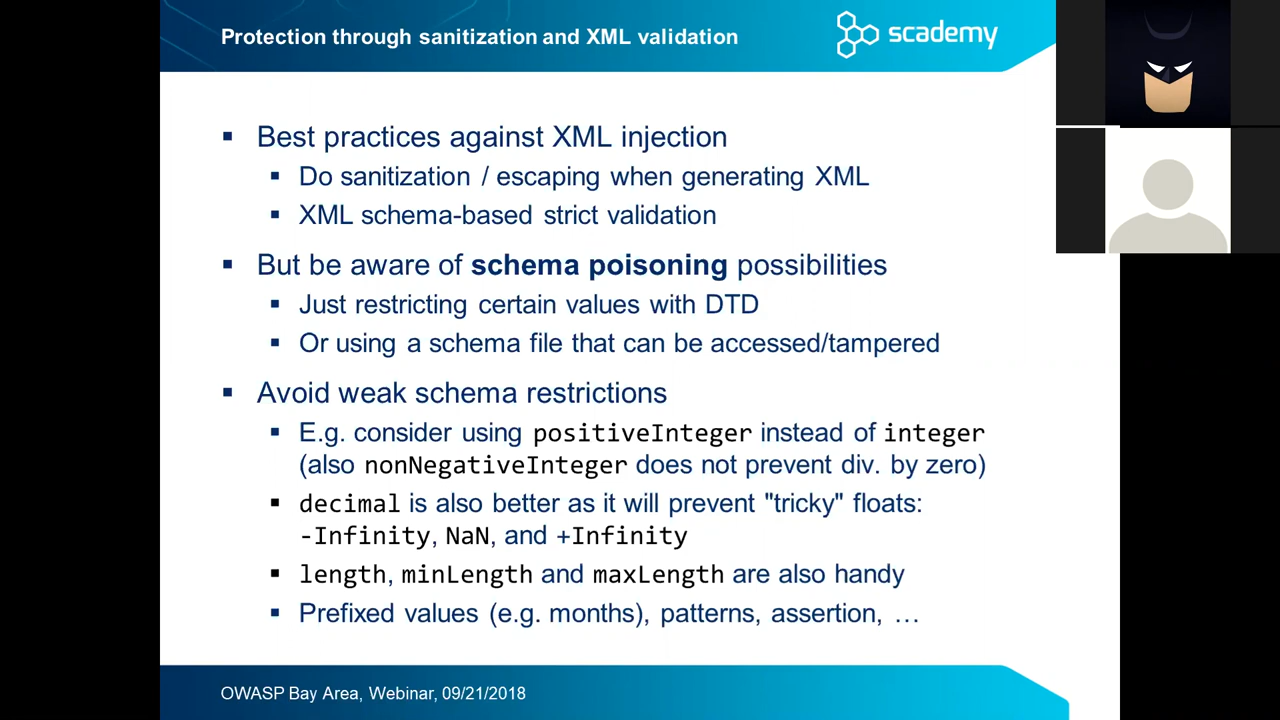 Protection through sanitization and XML validation
scademy
▪ Best practices against XML injection
▪ Do sanitization / escaping when generating XML
▪ XML schema-based strict validation
▪ But be aware of schema poisoning possibilities
▪ Just restricting certain values with DTD
▪ Or using a schema file that can be accessed/tampered
▪ Avoid weak schema restrictions
▪ E.g. consider using positiveInteger instead of integer
(also nonNegativeInteger does not prevent div. by zero)
▪ decimal is also better as it will prevent "tricky" floats:
-Infinity, NaN, and +Infinity
▪ length, minLength and maxLength are also handy
▪ Prefixed values (e.g. months), patterns, assertion, …
OWASP Bay Area, Webinar, 09/21/2018